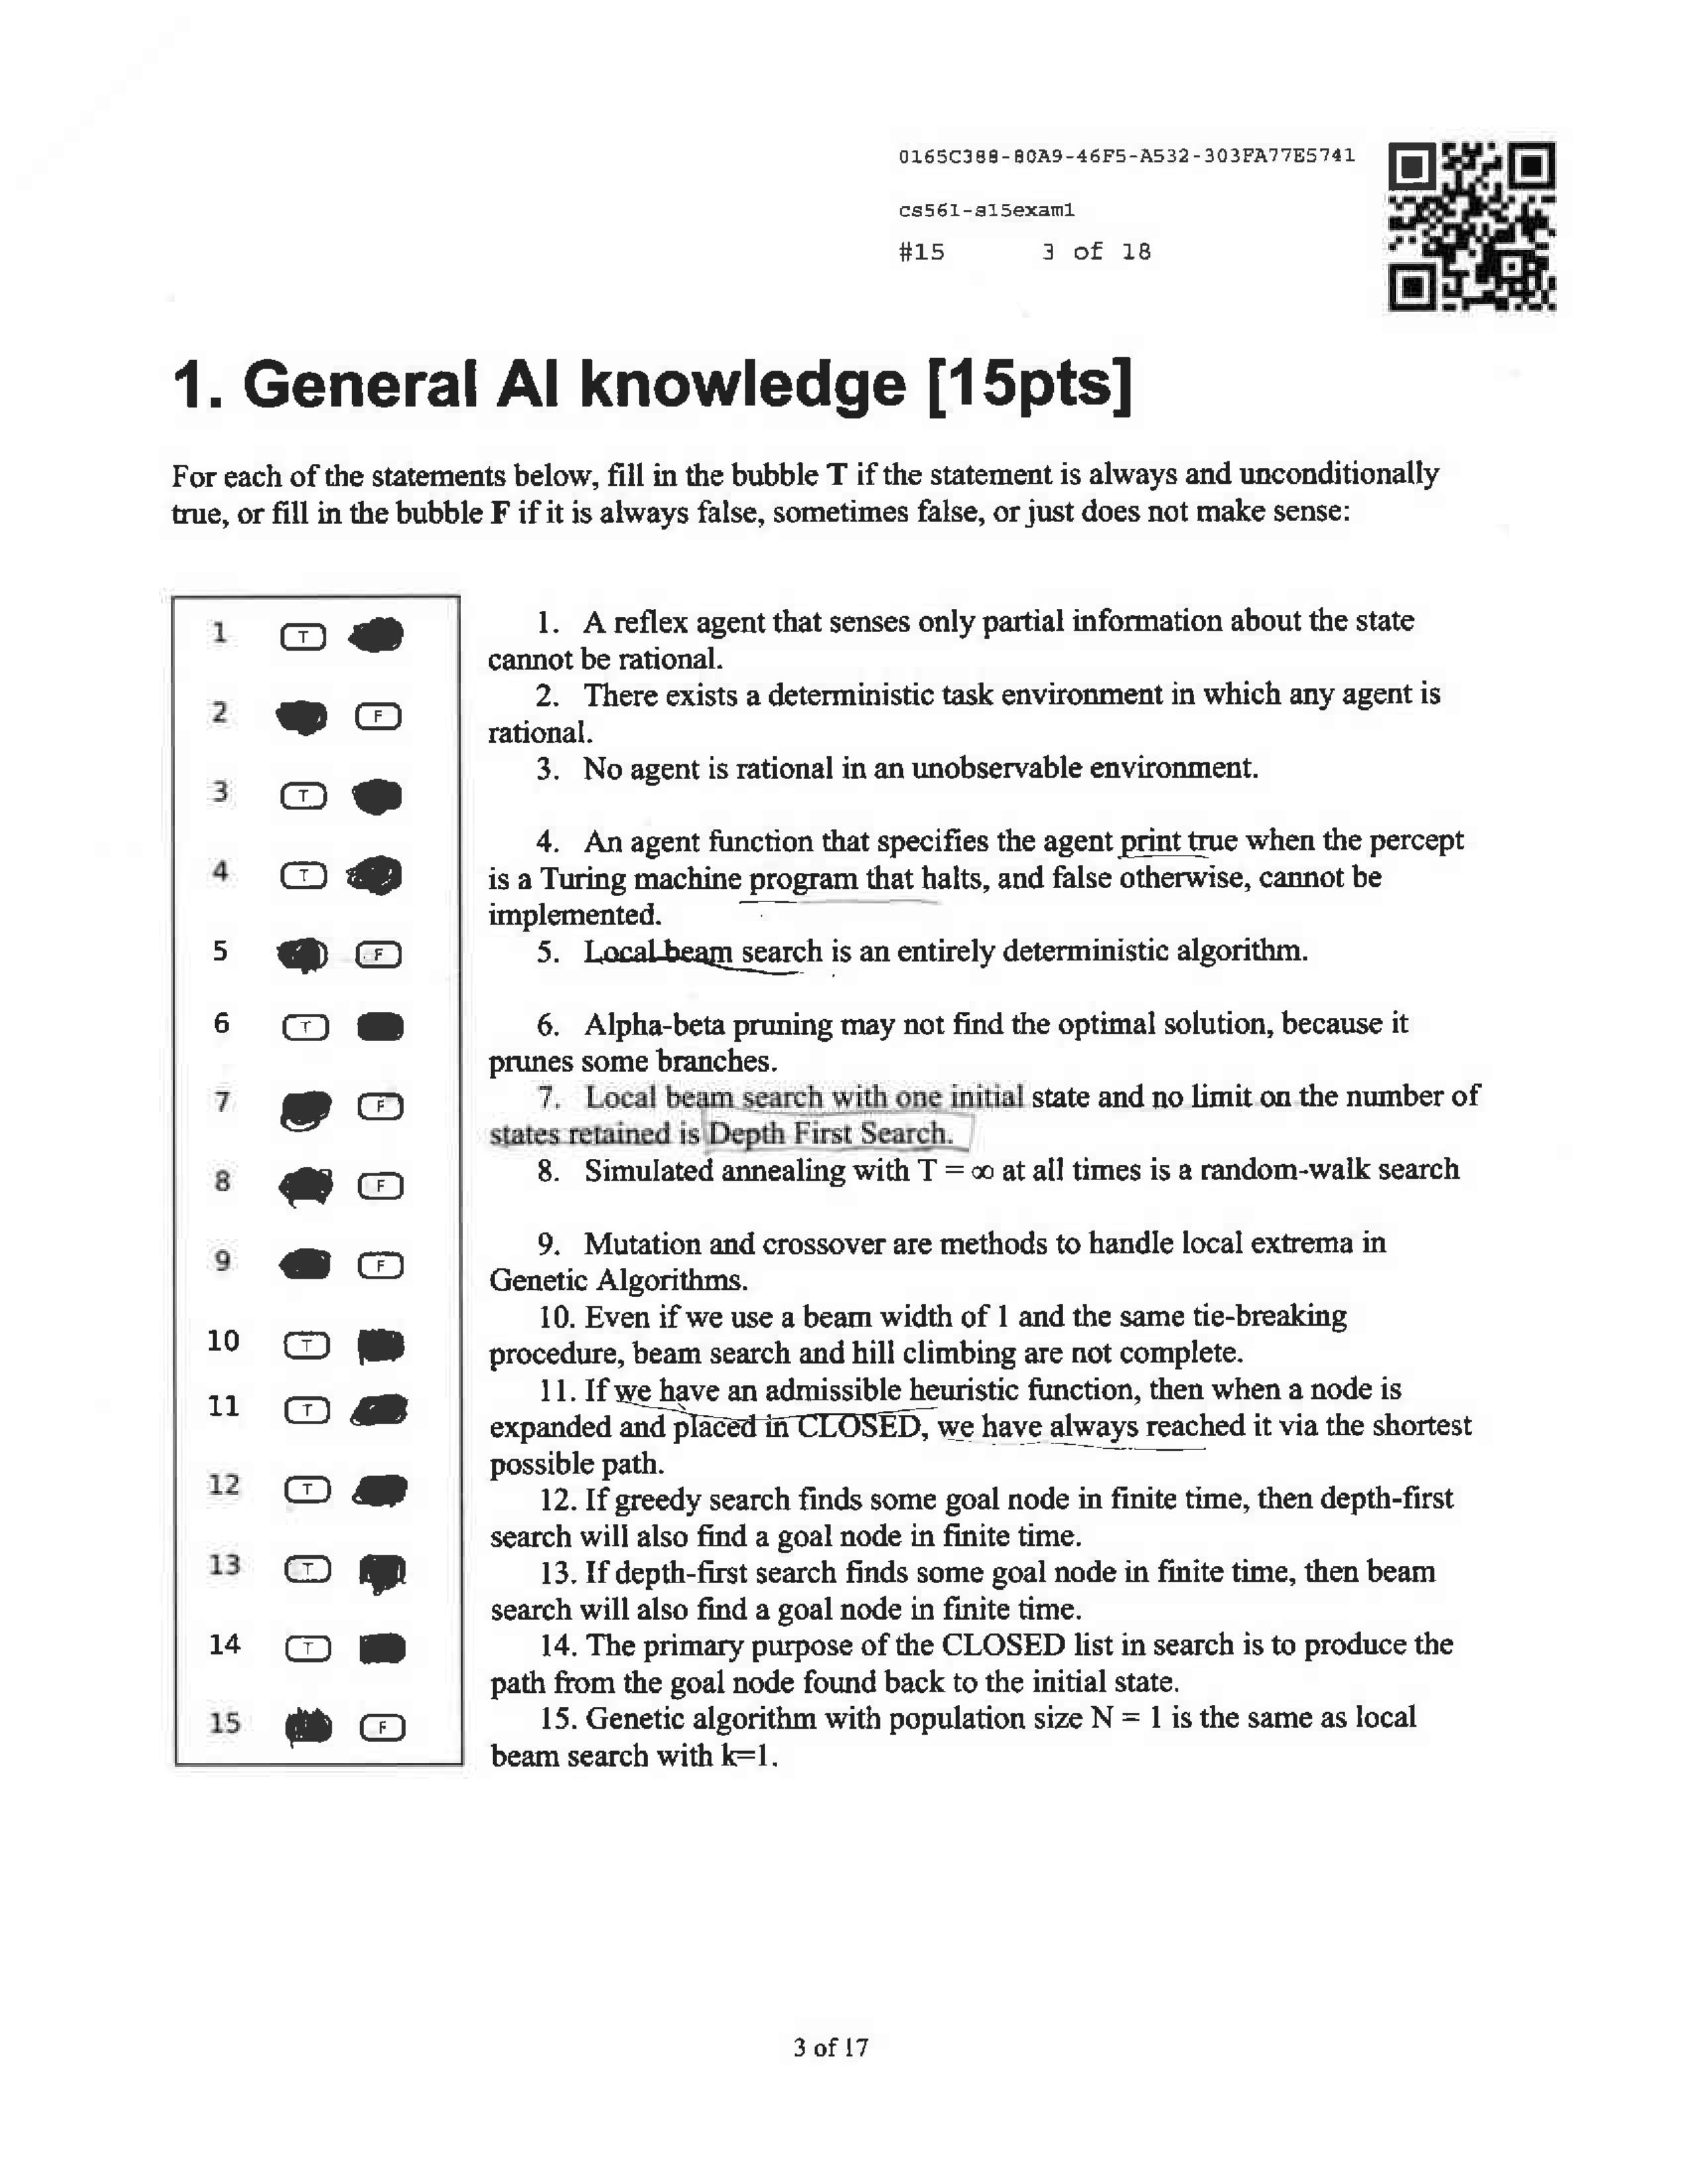 0165C388-80A9-46F5-A532-303FA77E5741
cs561-s15exam1
#15 3 of 18
1. General AI knowledge [15pts]
For each of the statements below, fill in the bubble T if the statement is always and unconditionally
true, or fill in the bubble F if it is always false, sometimes false, or just does not make sense:
1 T
2 F
3 T
4 T
5 F
6 T
7 F
8 F
9 F
10 T
11 T
12 T
13 T
14 T
15 F
1. A reflex agent that senses only partial information about the state
cannot be rational.
2. There exists a deterministic task environment in which any agent is
rational.
3. No agent is rational in an unobservable environment.
4. An agent function that specifies the agent print true when the percept
is a Turing machine program that halts, and false otherwise, cannot be
implemented.
5. Local beam search is an entirely deterministic algorithm.
6. Alpha-beta pruning may not find the optimal solution, because it
prunes some branches.
7. Local beam search with one initial state and no limit on the number of
states retained is Depth First Search.
8. Simulated annealing with T = ∞ at all times is a random-walk search
9. Mutation and crossover are methods to handle local extrema in
Genetic Algorithms.
10. Even if we use a beam width of 1 and the same tie-breaking
procedure, beam search and hill climbing are not complete.
11. If we have an admissible heuristic function, then when a node is
expanded and placed in CLOSED, we have always reached it via the shortest
possible path.
12. If greedy search finds some goal node in finite time, then depth-first
search will also find a goal node in finite time.
13. If depth-first search finds some goal node in finite time, then beam
search will also find a goal node in finite time.
14. The primary purpose of the CLOSED list in search is to produce the
path from the goal node found back to the initial state.
15. Genetic algorithm with population size N = 1 is the same as local
beam search with k=1.
3 of 17